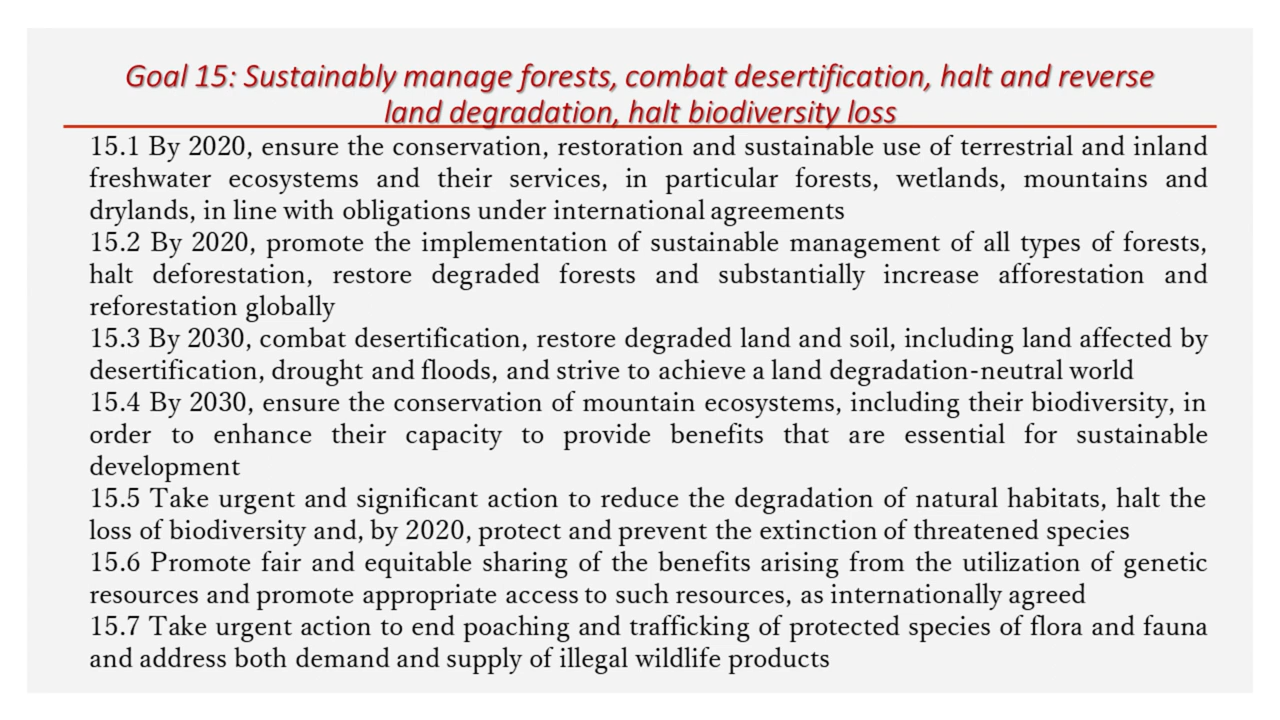 Goal 15: Sustainably manage forests, combat desertification, halt and reverse
land degradation, halt biodiversity loss
15.1 By 2020, ensure the conservation, restoration and sustainable use of terrestrial and inland
freshwater ecosystems and their services, in particular forests, wetlands, mountains and
drylands, in line with obligations under international agreements
15.2 By 2020, promote the implementation of sustainable management of all types of forests,
halt deforestation, restore degraded forests and substantially increase afforestation and
reforestation globally
15.3 By 2030, combat desertification, restore degraded land and soil, including land affected by
desertification, drought and floods, and strive to achieve a land degradation-neutral world
15.4 By 2030, ensure the conservation of mountain ecosystems, including their biodiversity, in
order to enhance their capacity to provide benefits that are essential for sustainable
development
15.5 Take urgent and significant action to reduce the degradation of natural habitats, halt the
loss of biodiversity and, by 2020, protect and prevent the extinction of threatened species
15.6 Promote fair and equitable sharing of the benefits arising from the utilization of genetic
resources and promote appropriate access to such resources, as internationally agreed
15.7 Take urgent action to end poaching and trafficking of protected species of flora and fauna
and address both demand and supply of illegal wildlife products